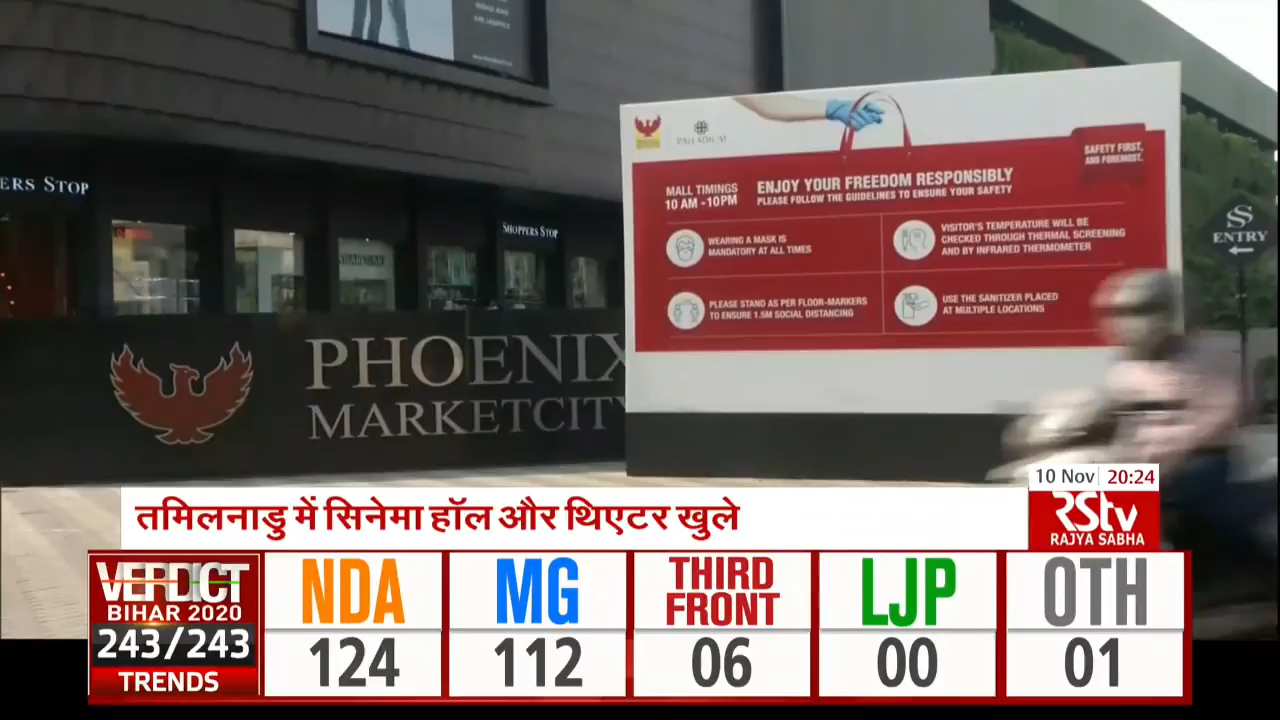 ERS STOP
SHOPPERS STOP
PHOENIX
MARKETCITY
PALLADIUM
SAFETY FIRST,
AND FOREMOST.
MALL TIMINGS
10 AM - 10 PM
ENJOY YOUR FREEDOM RESPONSIBLY
PLEASE FOLLOW THE GUIDELINES TO ENSURE YOUR SAFETY
WEARING A MASK IS
MANDATORY AT ALL TIMES
VISITOR'S TEMPERATURE WILL BE
CHECKED THROUGH THERMAL SCREENING
AND BY INFRARED THERMOMETER
PLEASE STAND AS PER FLOOR-MARKERS
TO ENSURE 1.5M SOCIAL DISTANCING
USE THE SANITIZER PLACED
AT MULTIPLE LOCATIONS
SS
ENTRY
10 Nov 20:24
RSTV
RAJYA SABHA
तमिलनाडु में सिनेमा हॉल और थिएटर खुले
VERDICT
BIHAR 2020
243/243
TRENDS
NDA
124
MG
112
THIRD
FRONT
06
LJP
00
OTH
01